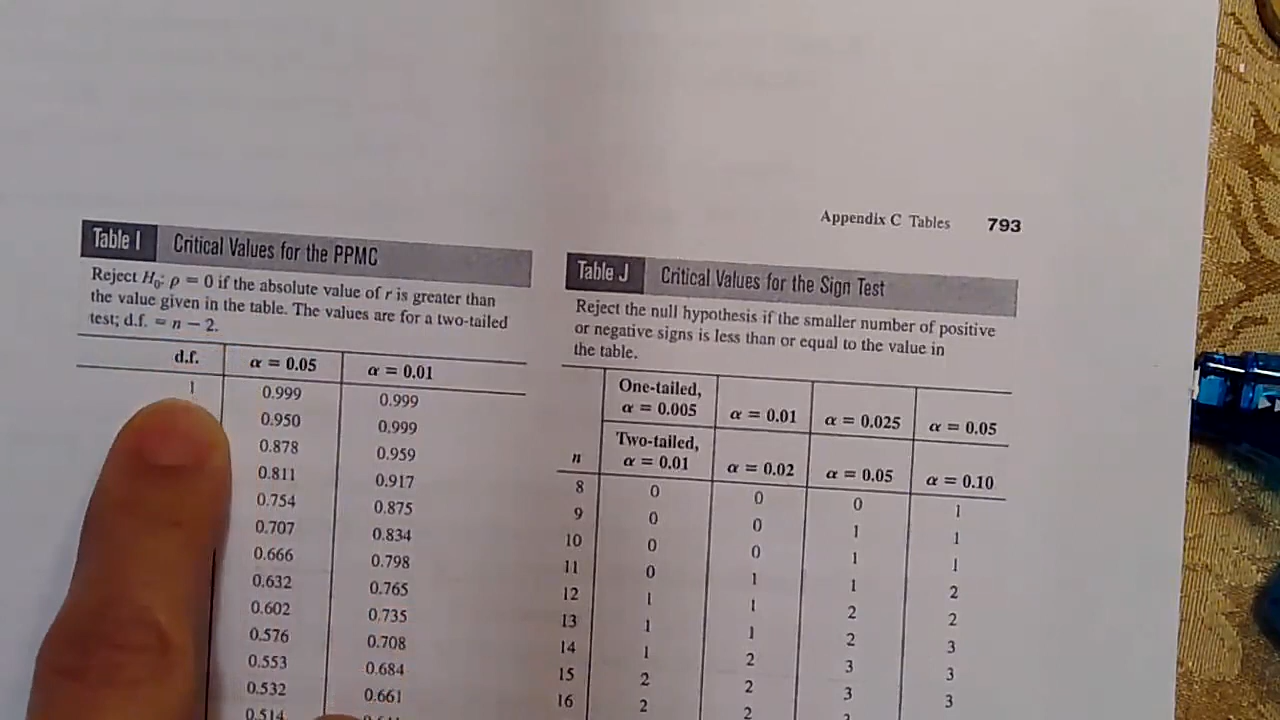 Appendix C Tables 793
Table I Critical Values for the PPMC
Reject H₀: ρ = 0 if the absolute value of r is greater than
the value given in the table. The values are for a two-tailed
test; d.f. = n − 2.
d.f. α = 0.05 α = 0.01
1 0.999 0.999
0.950 0.999
0.878 0.959
0.811 0.917
0.754 0.875
0.707 0.834
0.666 0.798
0.632 0.765
0.602 0.735
0.576 0.708
0.553 0.684
0.532 0.661
0.514
Table J Critical Values for the Sign Test
Reject the null hypothesis if the smaller number of positive
or negative signs is less than or equal to the value in
the table.
One-tailed,
α = 0.005 α = 0.01 α = 0.025 α = 0.05
Two-tailed,
n α = 0.01 α = 0.02 α = 0.05 α = 0.10
8 0 0 0 1
9 0 0 1 1
10 0 0 1 1
11 0 1 1 2
12 1 1 2 2
13 1 1 2 3
14 1 2 3 3
15 2 2 3 3
16 2 2